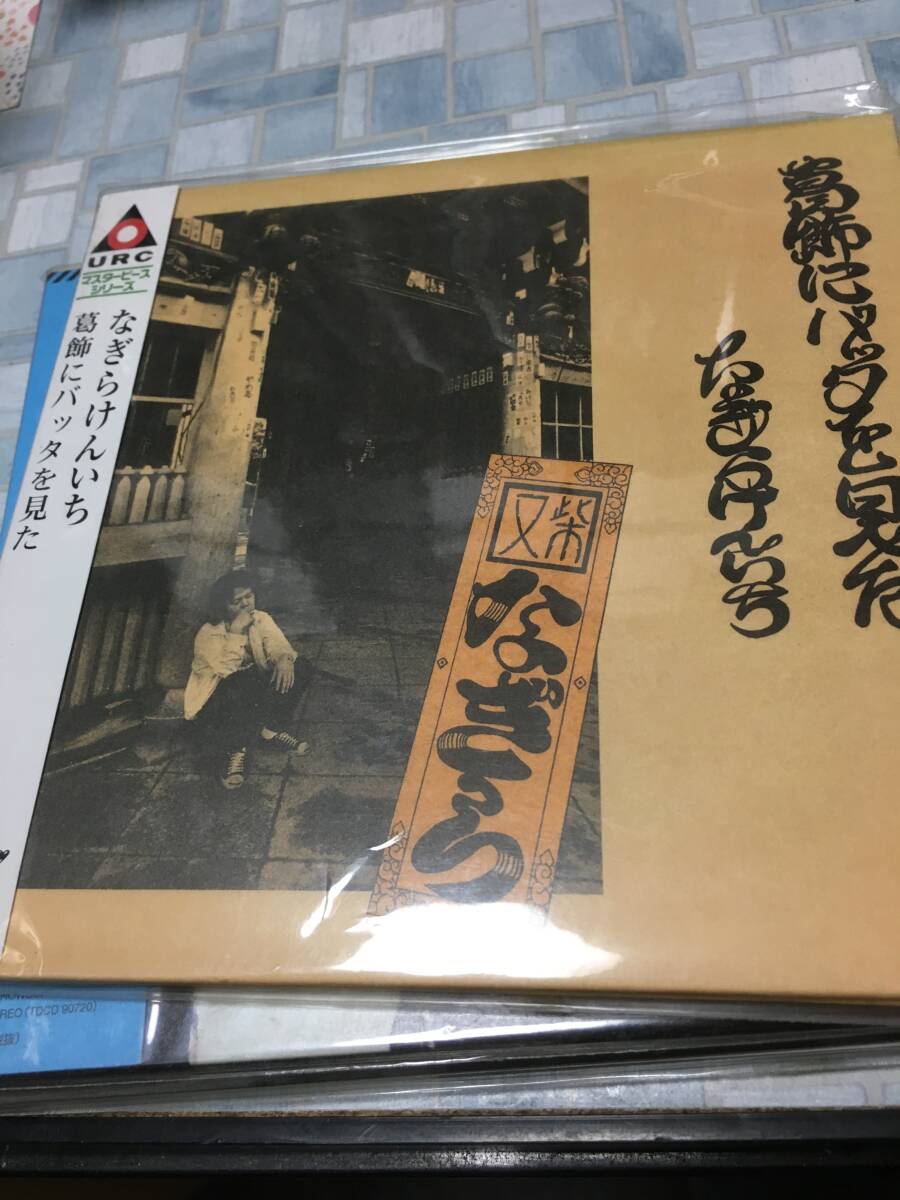 URC
マスターピース
シリーズ
なぎらけんいち
葛飾にバッタを見た
葛飾にバッタを見た
なぎらけんいち
柴又
なぎら
REO (TDCD 90720)